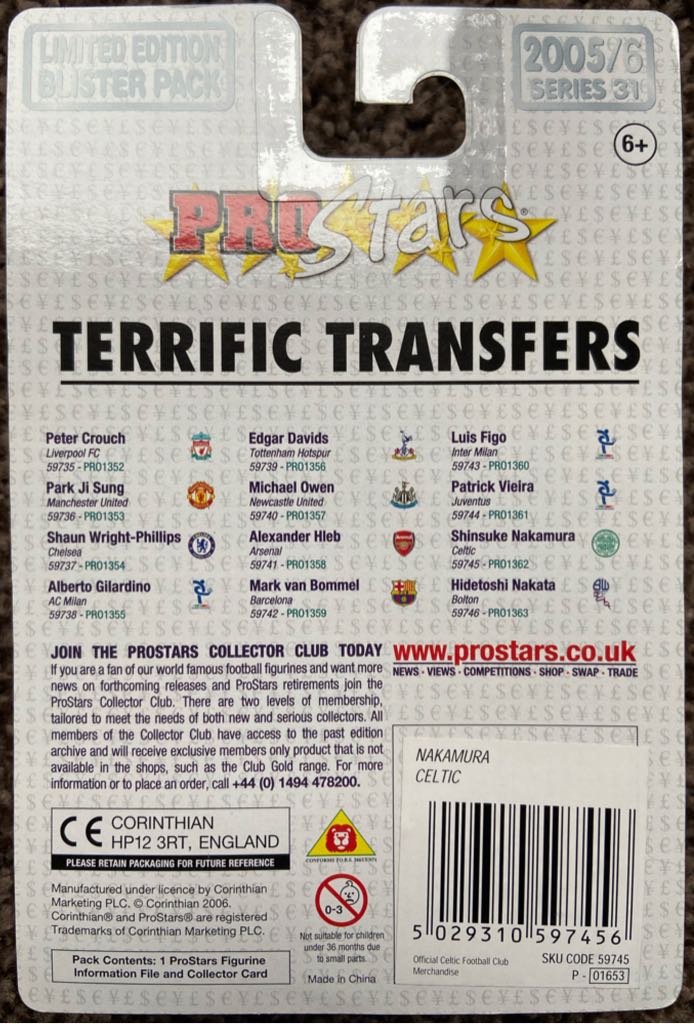 LIMITED EDITION
BLISTER PACK
2005/6
SERIES 31
6+
PROStars®
TERRIFIC TRANSFERS
Peter Crouch
Liverpool FC
59735 - PRO1352
Park Ji Sung
Manchester United
59736 - PRO1353
Shaun Wright-Phillips
Chelsea
59737 - PRO1354
Alberto Gilardino
AC Milan
59738 - PRO1355
Edgar Davids
Tottenham Hotspur
59739 - PRO1356
Michael Owen
Newcastle United
59740 - PRO1357
Alexander Hleb
Arsenal
59741 - PRO1358
Mark van Bommel
Barcelona
59742 - PRO1359
Luis Figo
Inter Milan
59743 - PRO1360
Patrick Vieira
Juventus
59744 - PRO1361
Shinsuke Nakamura
Celtic
59745 - PRO1362
Hidetoshi Nakata
Bolton
59746 - PRO1363
JOIN THE PROSTARS COLLECTOR CLUB TODAY
If you are a fan of our world famous football figurines and want more
news on forthcoming releases and ProStars retirements join the
ProStars Collector Club. There are two levels of membership,
tailored to meet the needs of both new and serious collectors. All
members of the Collector Club have access to the past edition
archive and will receive exclusive members only product that is not
available in the shops, such as the Club Gold range. For more
information or to place an order, call +44 (0) 1494 478200.
www.prostars.co.uk
NEWS · VIEWS · COMPETITIONS · SHOP · SWAP · TRADE
CE CORINTHIAN
HP12 3RT, ENGLAND
PLEASE RETAIN PACKAGING FOR FUTURE REFERENCE
Manufactured under licence by Corinthian
Marketing PLC. © Corinthian 2006.
Corinthian® and ProStars® are registered
Trademarks of Corinthian Marketing PLC.
Pack Contents: 1 ProStars Figurine
Information File and Collector Card
0-3
Not suitable for children
under 36 months due
to small parts.
Made in China
NAKAMURA
CELTIC
5 029310 597456
Official Celtic Football Club
Merchandise
SKU CODE 59745
P - 01653